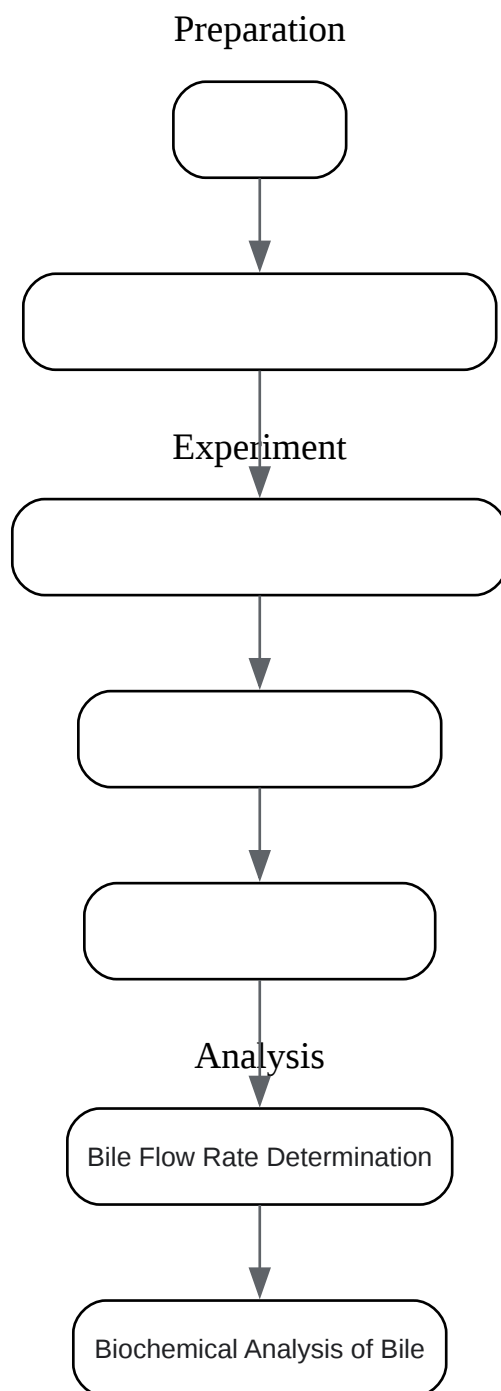 Preparation
Experiment
Analysis
Bile Flow Rate Determination
Biochemical Analysis of Bile